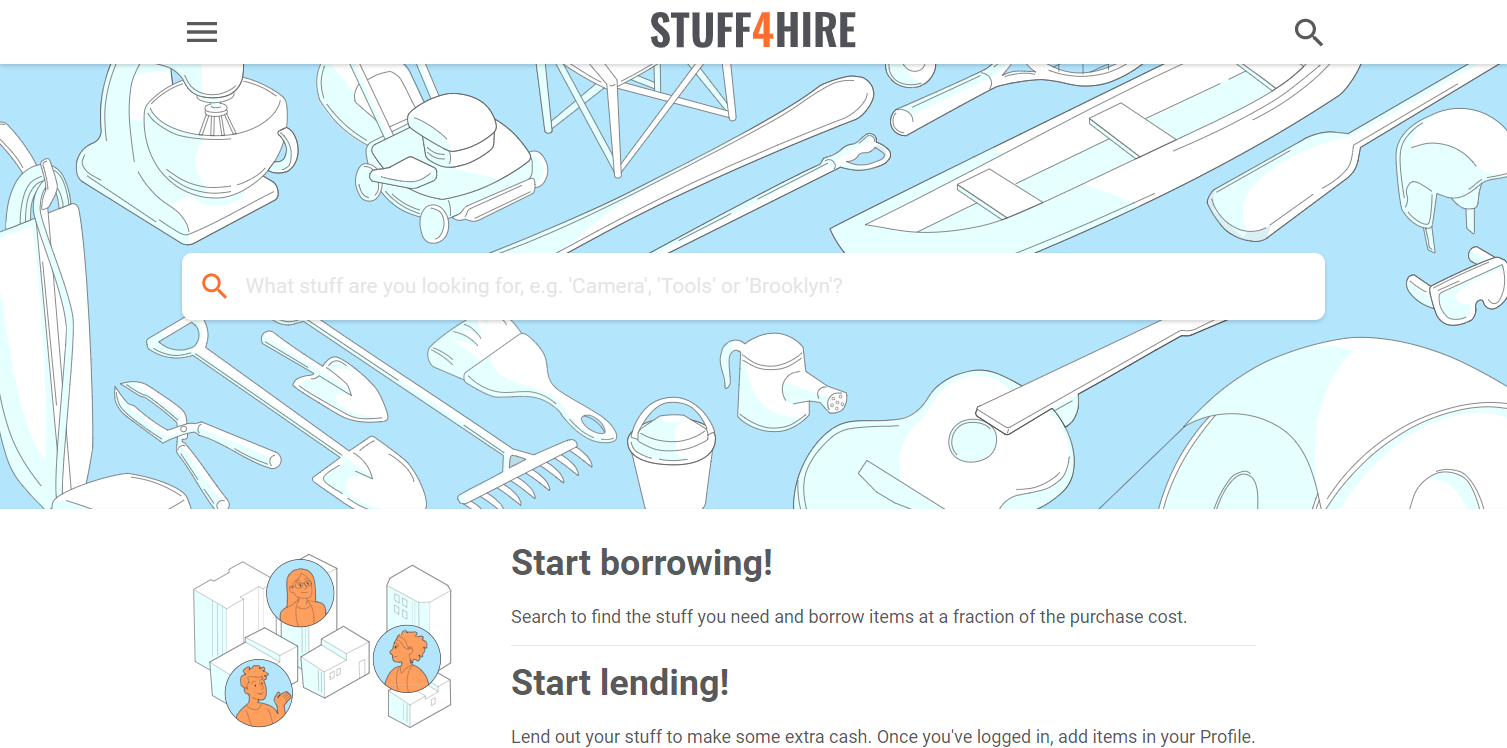 STUFF4HIRE
What stuff are you looking for, e.g. 'Camera', 'Tools' or 'Brooklyn'?
Start borrowing!
Search to find the stuff you need and borrow items at a fraction of the purchase cost.
Start lending!
Lend out your stuff to make some extra cash. Once you've logged in, add items in your Profile.